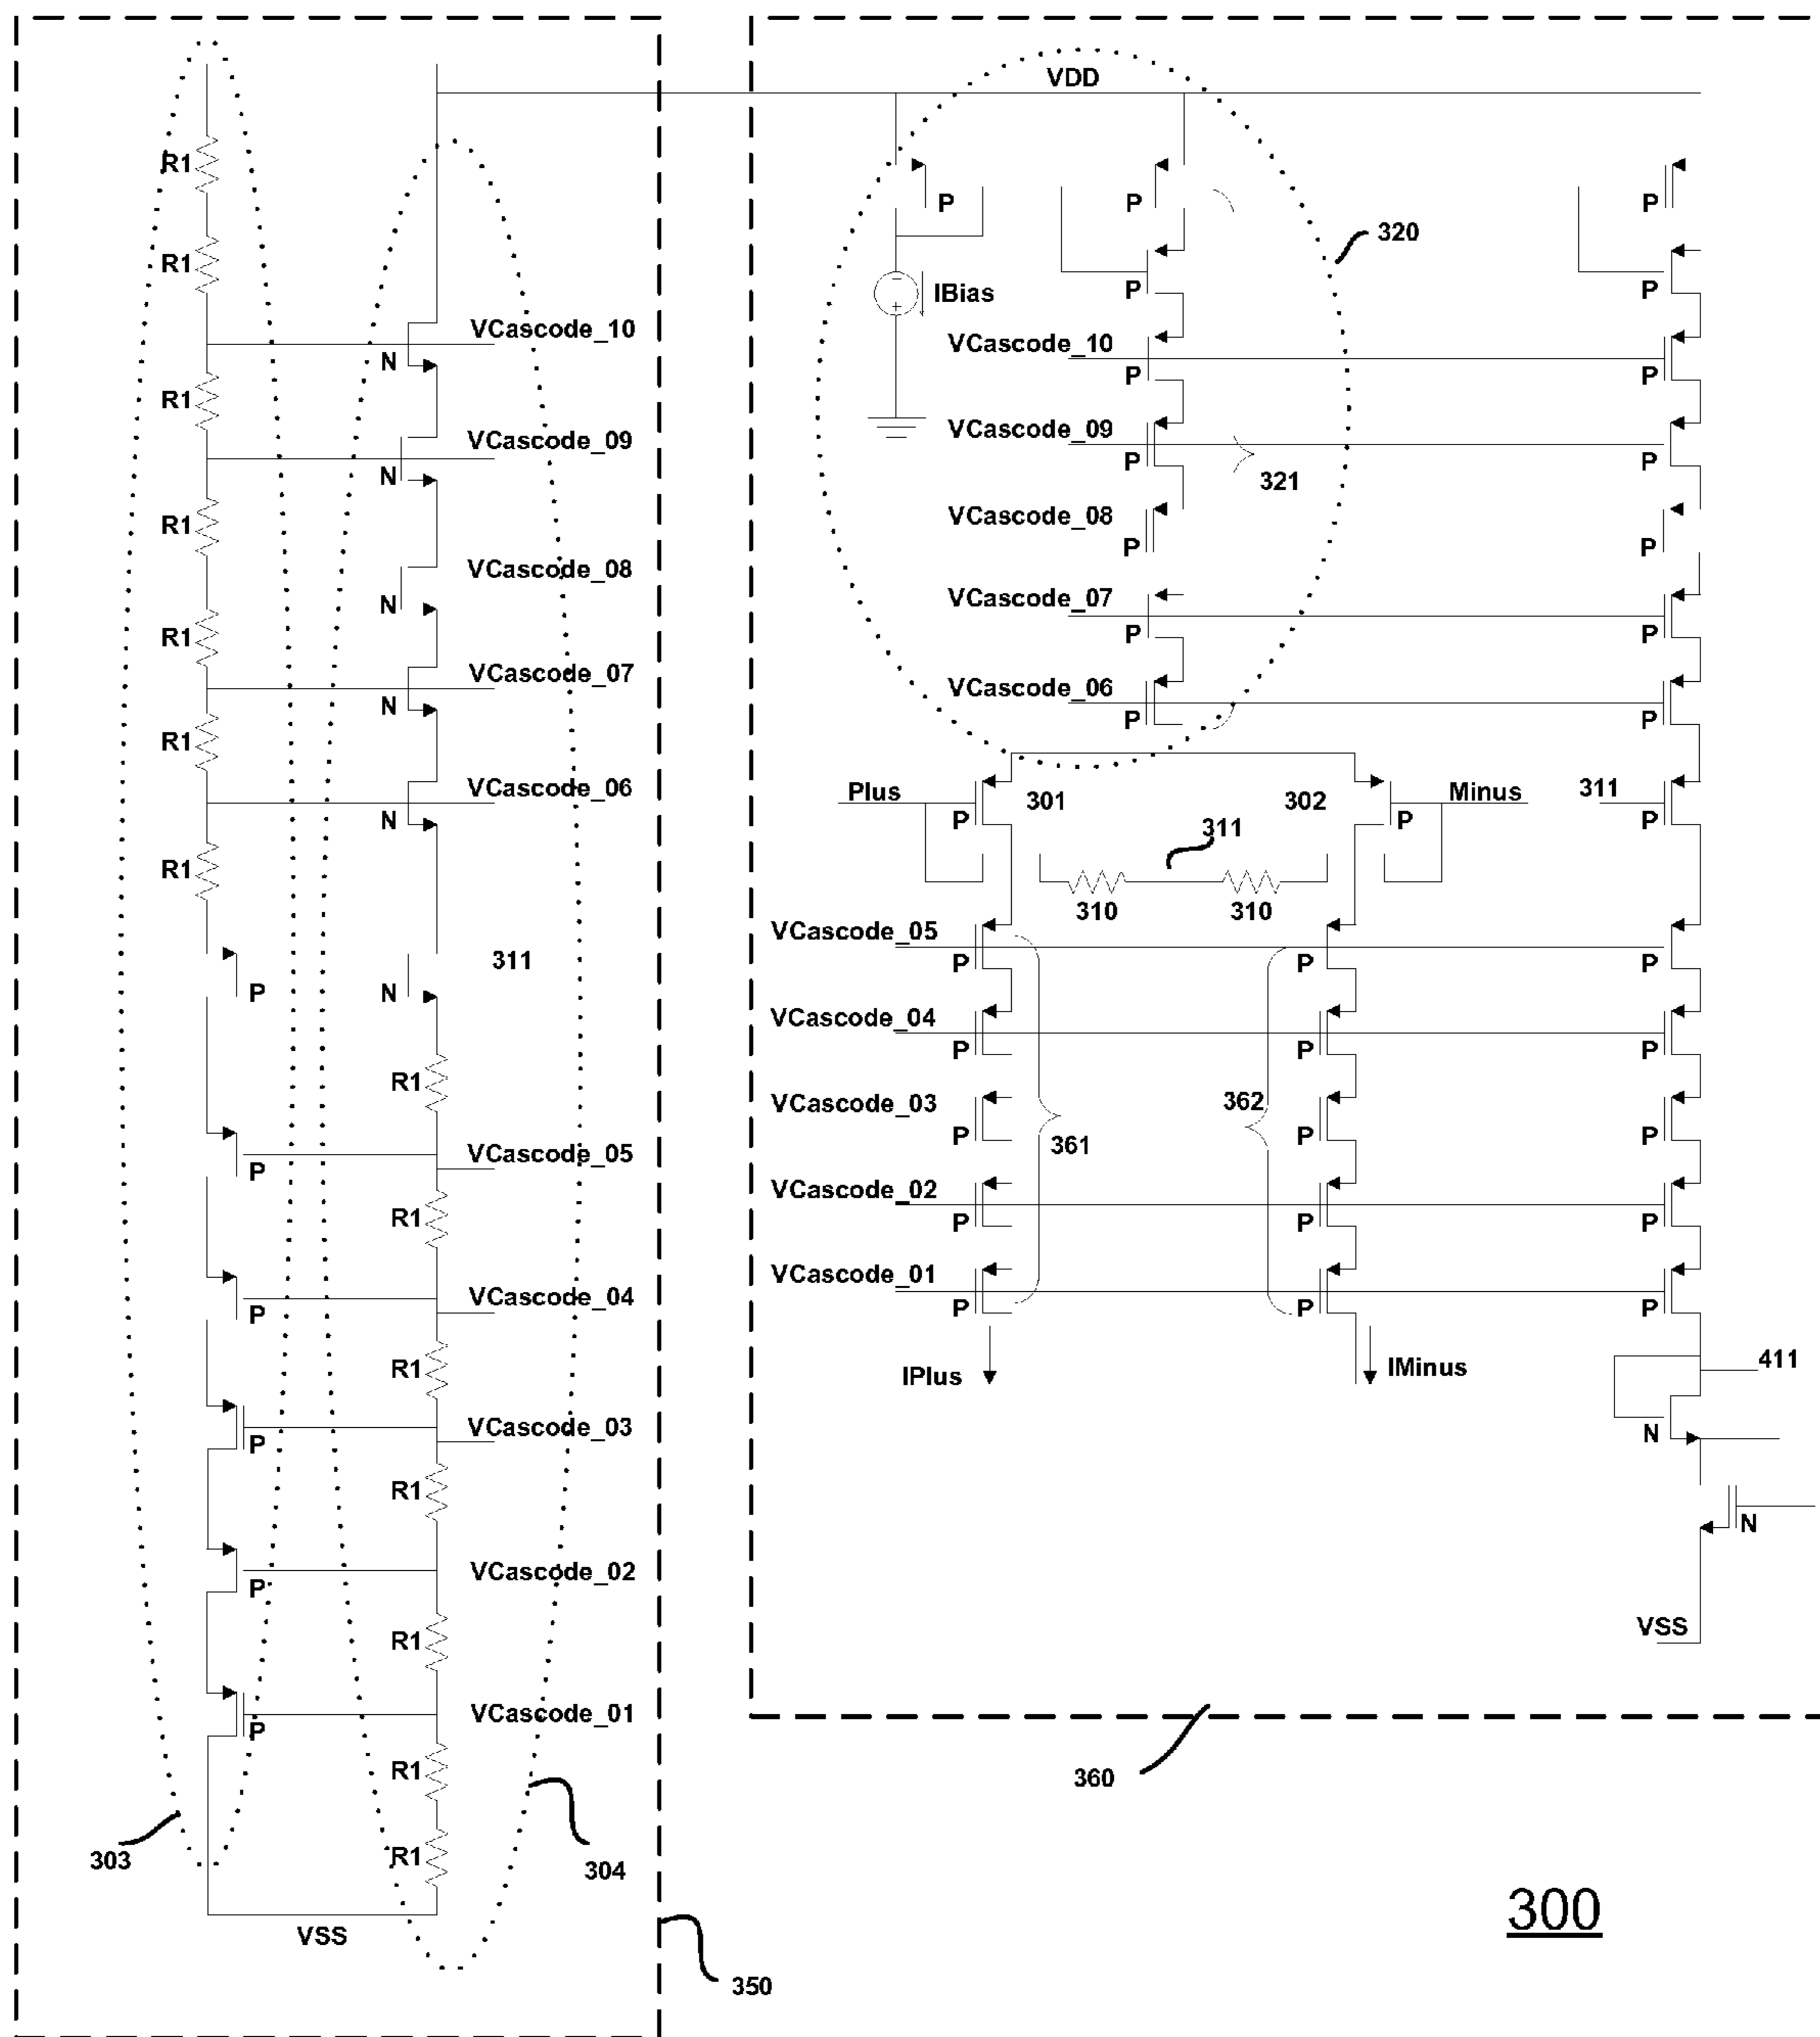 R1
R1
VCascode_10
N
R1
VCascode_09
N
R1
VCascode_08
N
R1
VCascode_07
N
R1
VCascode_06
N
R1
P
N
311
R1
VCascode_05
P
R1
VCascode_04
P
R1
VCascode_03
P
R1
VCascode_02
P
R1
VCascode_01
P
R1
R1
303
304
VSS
350
VDD
P
P
P
320
IBias
P
P
VCascode_10
P
P
VCascode_09
P
P
321
VCascode_08
P
P
VCascode_07
P
P
VCascode_06
P
P
Plus
P
301
302
P
Minus
311
P
311
310
310
VCascode_05
P
P
P
VCascode_04
P
P
P
VCascode_03
P
P
P
361
362
VCascode_02
P
P
P
VCascode_01
P
P
P
IPlus
IMinus
411
N
N
VSS
360
300